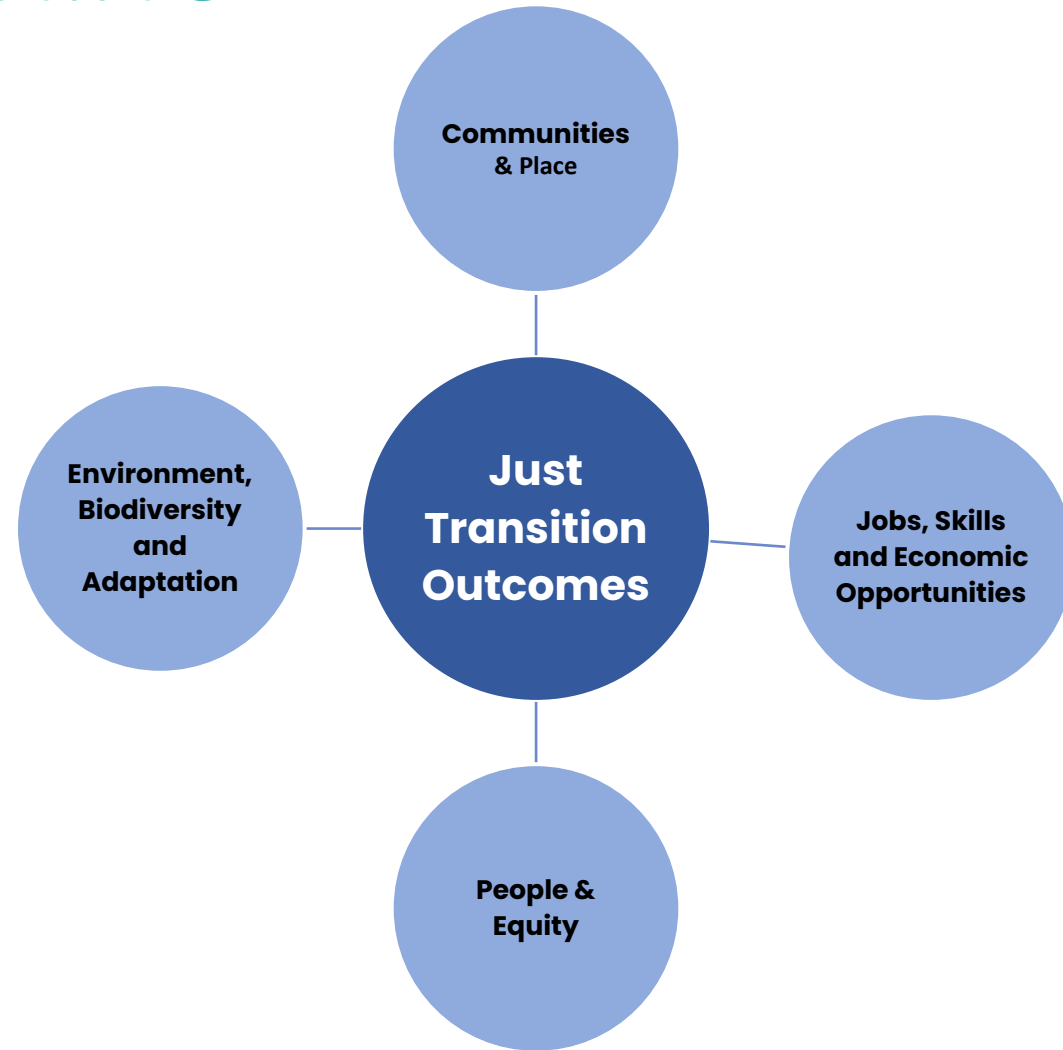 Communities
& Place
Just
Transition
Outcomes
Environment,
Biodiversity
and
Adaptation
Jobs, Skills
and Economic
Opportunities
People &
Equity